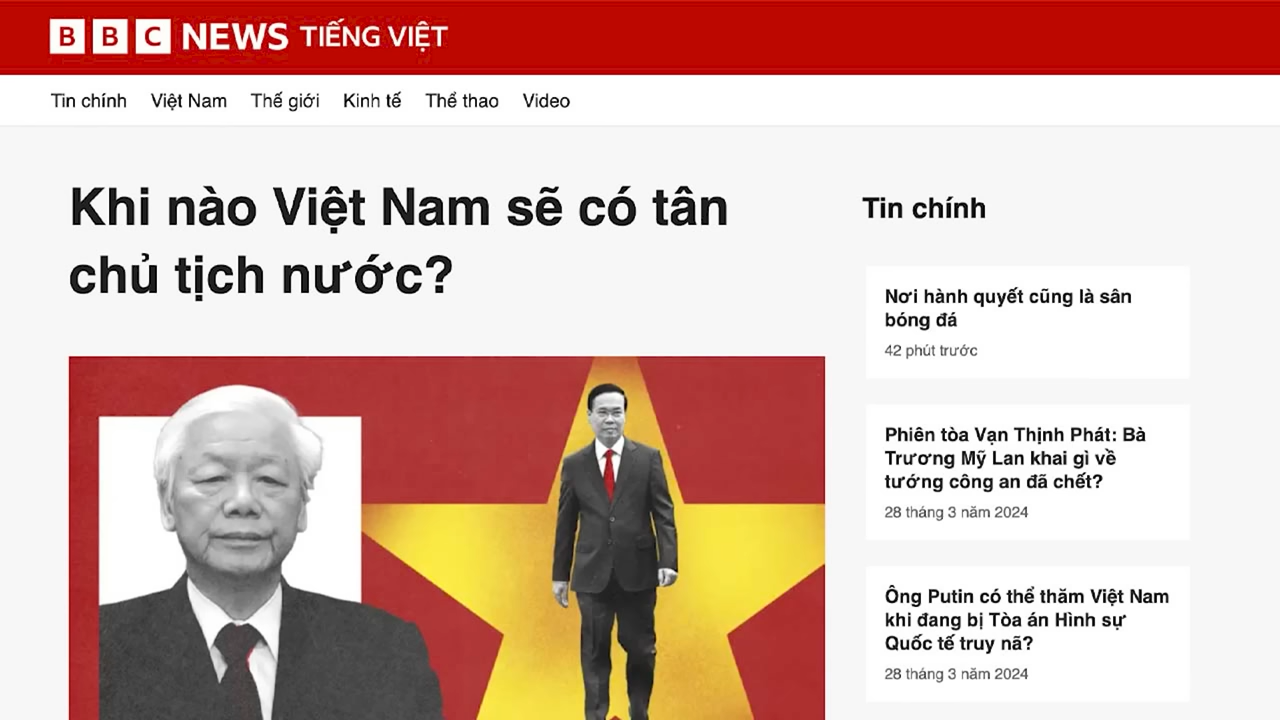 BBC NEWS TIẾNG VIỆT
Tin chính Việt Nam Thế giới Kinh tế Thể thao Video
Khi nào Việt Nam sẽ có tân
chủ tịch nước?
Tin chính
Nơi hành quyết cũng là sân
bóng đá
42 phút trước
Phiên tòa Vạn Thịnh Phát: Bà
Trương Mỹ Lan khai gì về
tướng công an đã chết?
28 tháng 3 năm 2024
Ông Putin có thể thăm Việt Nam
khi đang bị Tòa án Hình sự
Quốc tế truy nã?
28 tháng 3 năm 2024